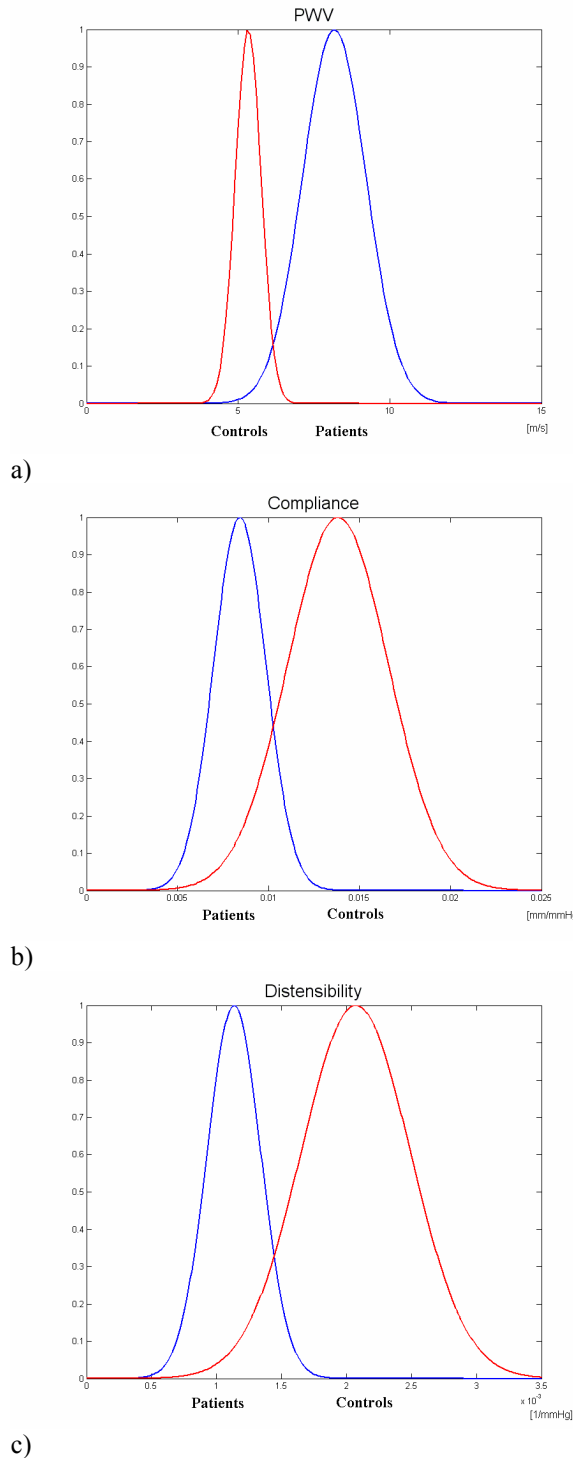 PWV
1
0.9
0.8
0.7
0.6
0.5
0.4
0.3
0.2
0.1
0
0 5 10 15
Controls Patients [m/s]
a)
Compliance
1
0.9
0.8
0.7
0.6
0.5
0.4
0.3
0.2
0.1
0
0 0.005 0.01 0.015 0.02 0.025
Patients Controls [mm/mmH
b)
Distensibility
1
0.9
0.8
0.7
0.6
0.5
0.4
0.3
0.2
0.1
0
0 0.5 1 1.5 2 2.5 3 3.5
Patients Controls x 10⁻³
[1/mmHg]
c)